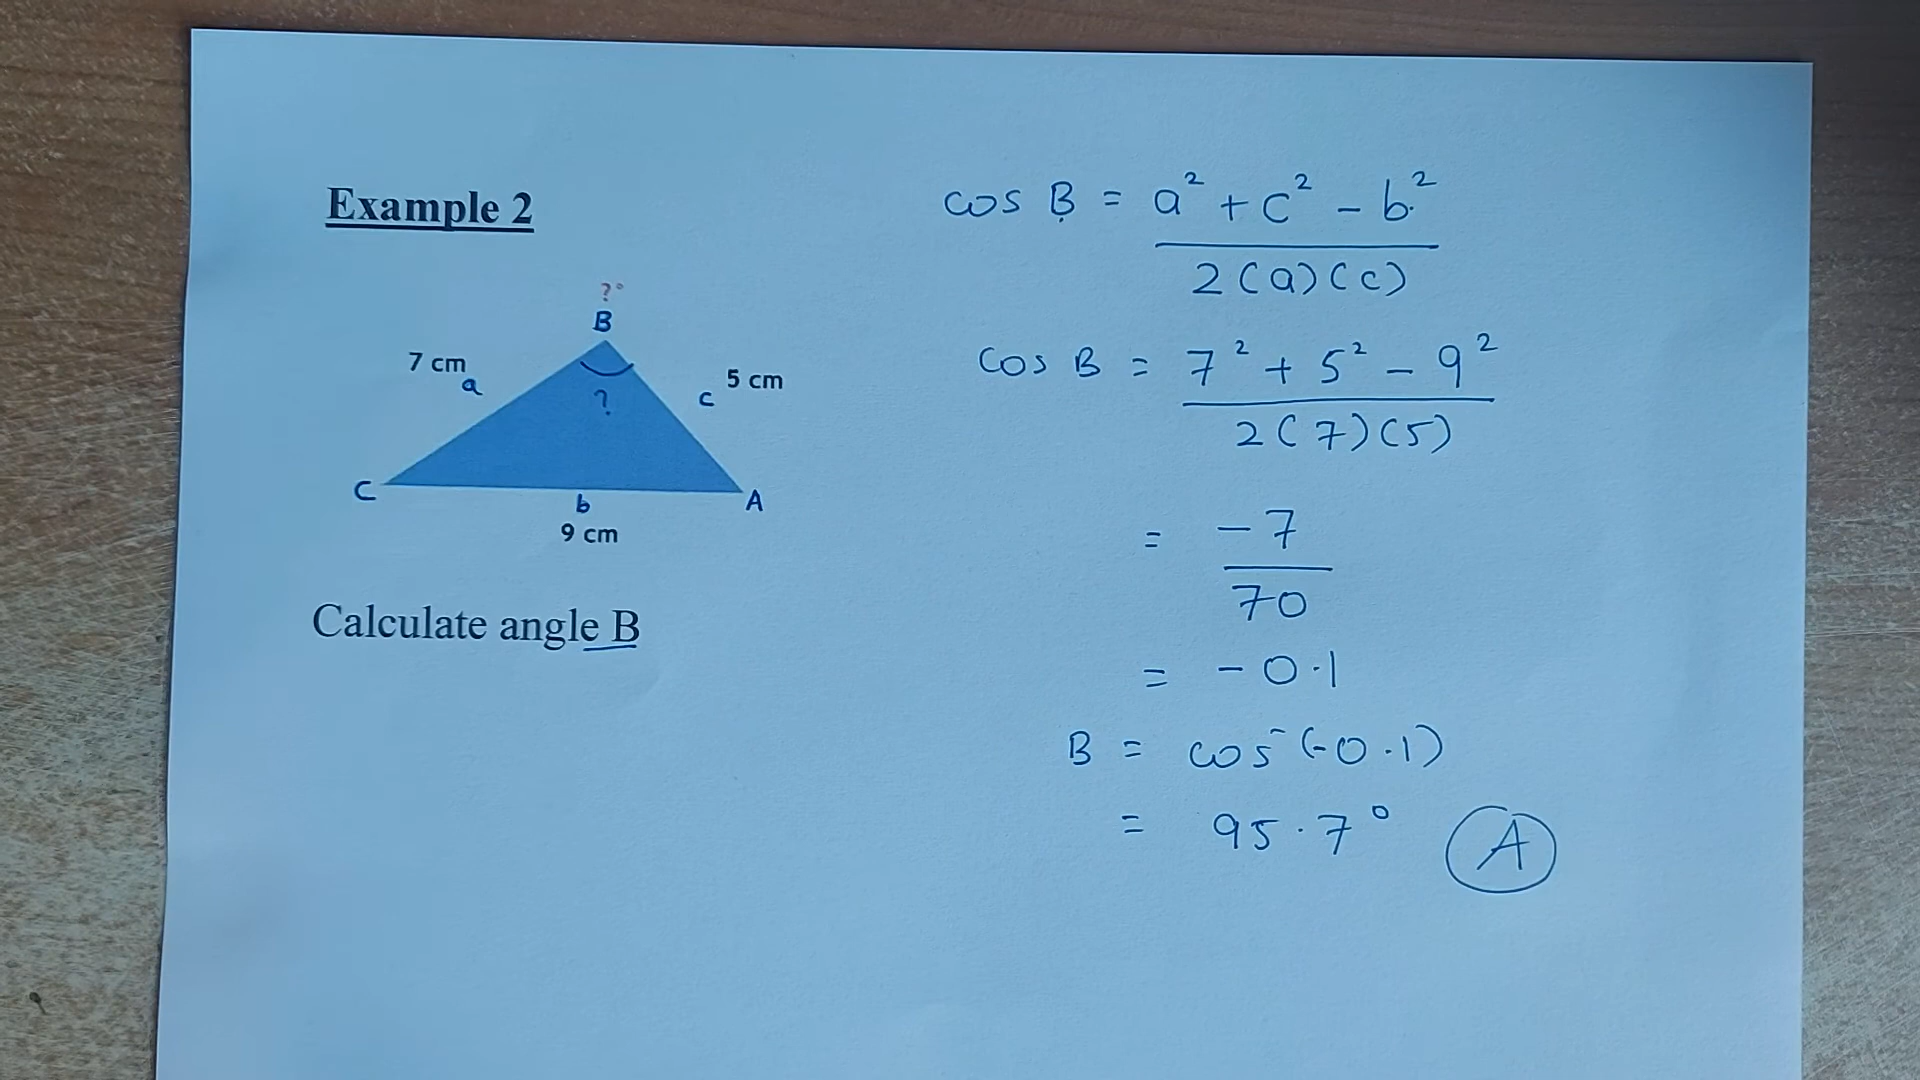 Example 2
?°
B
7 cm
a
?
c
5 cm
C
b
A
9 cm
Calculate angle B
cos B = a² + c² - b²
2(a)(c)
cos B = 7² + 5² - 9²
2(7)(5)
= -7
70
= -0.1
B = cos⁻(-0.1)
= 95.7°
A